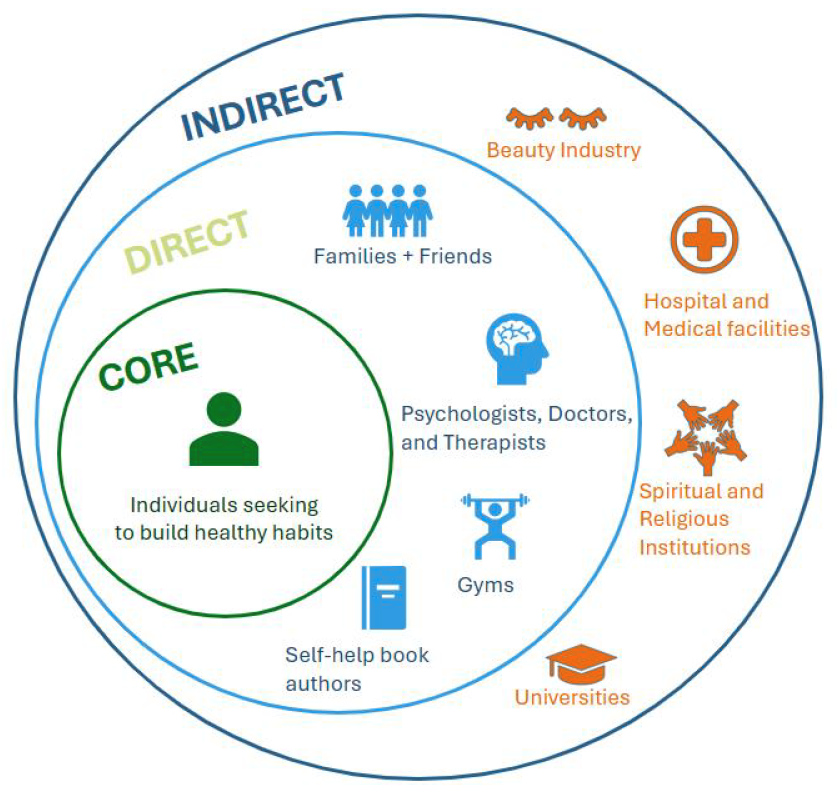 INDIRECT
Beauty Industry
DIRECT
Families + Friends
Hospital and
Medical facilities
CORE
Psychologists, Doctors,
and Therapists
Individuals seeking
to build healthy habits
Spiritual and
Religious
Institutions
Gyms
Self-help book
authors
Universities